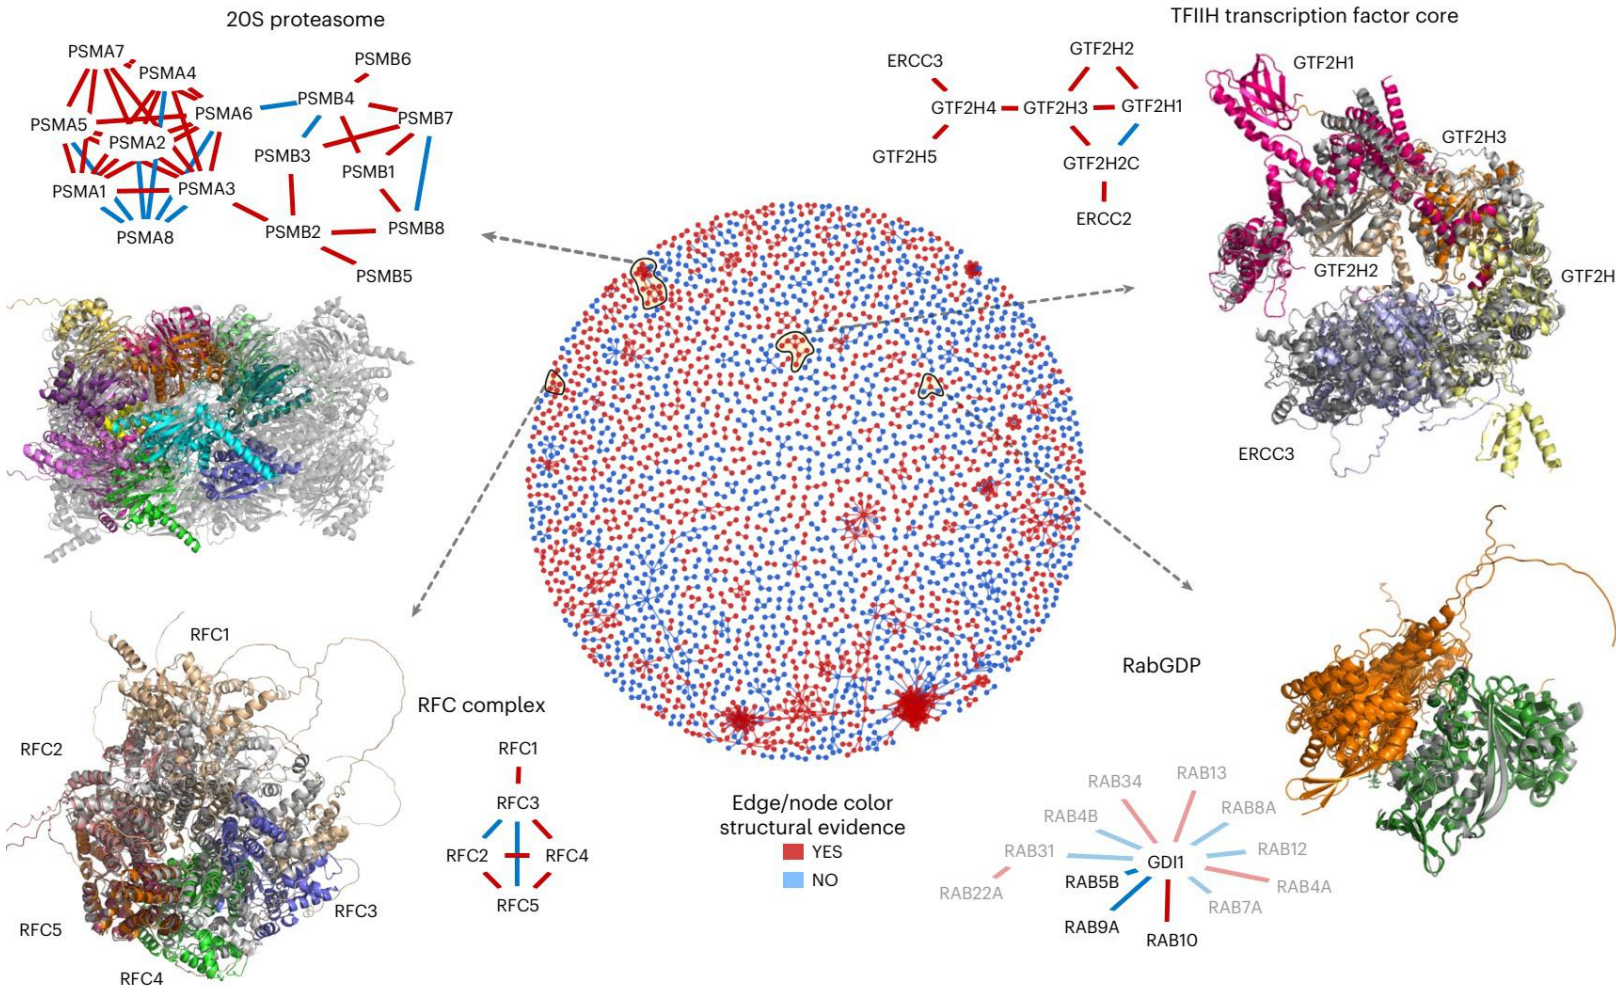 20S proteasome
PSMA7
PSMA4
PSMB6
PSMA5
PSMA6
PSMB4
PSMB7
PSMA2
PSMB3
PSMB1
PSMA1
PSMA3
PSMA8
PSMB2
PSMB8
PSMB5
TFIIH transcription factor core
ERCC3
GTF2H2
GTF2H4
GTF2H3
GTF2H1
GTF2H5
GTF2H2C
ERCC2
GTF2H1
GTF2H3
GTF2H2
GTF2H
ERCC3
RFC1
RFC2
RFC3
RFC5
RFC4
RFC complex
RFC1
RFC3
RFC2
RFC4
RFC5
Edge/node color
structural evidence
YES
NO
RabGDP
RAB34
RAB13
RAB4B
RAB8A
RAB31
RAB12
GDI1
RAB22A
RAB5B
RAB4A
RAB7A
RAB9A
RAB10